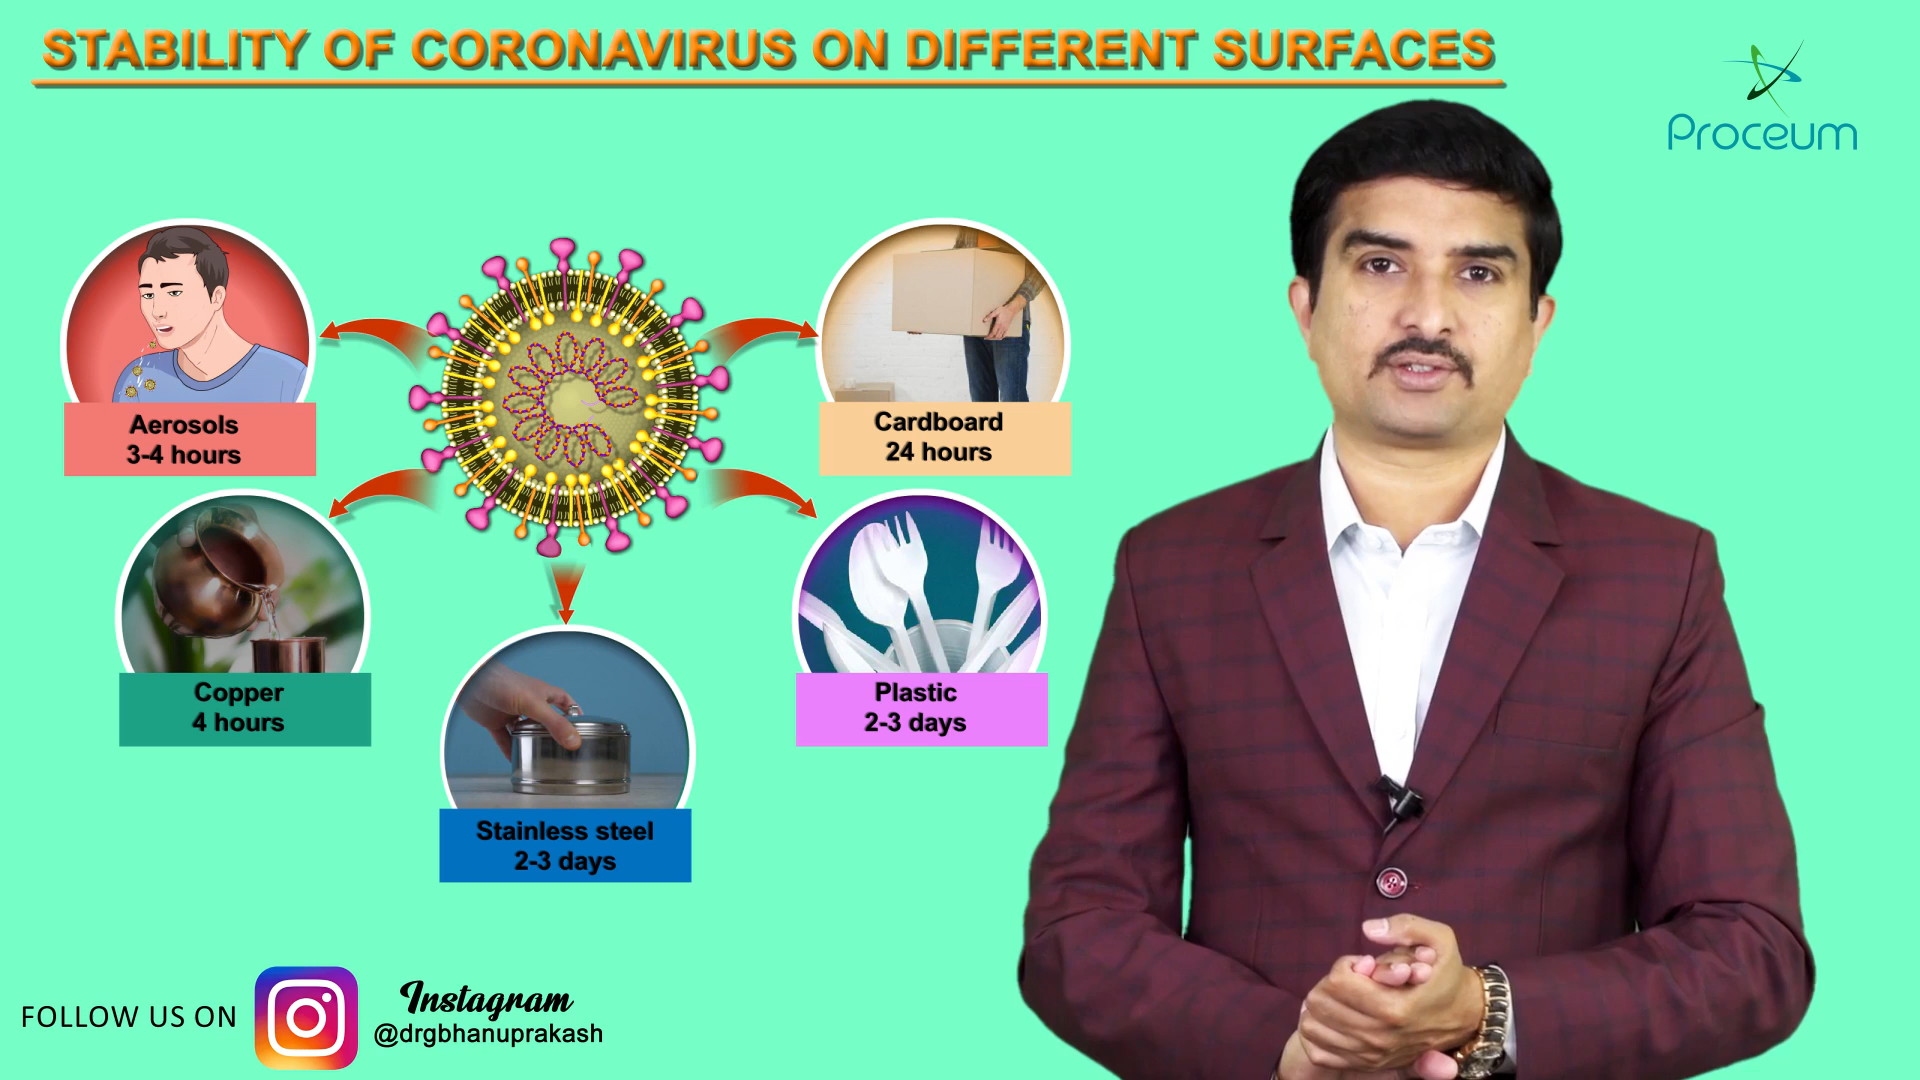 STABILITY OF CORONAVIRUS ON DIFFERENT SURFACES
Proceum
Aerosols
3-4 hours
Cardboard
24 hours
Copper
4 hours
Plastic
2-3 days
Stainless steel
2-3 days
FOLLOW US ON
Instagram
@drgbhanuprakash